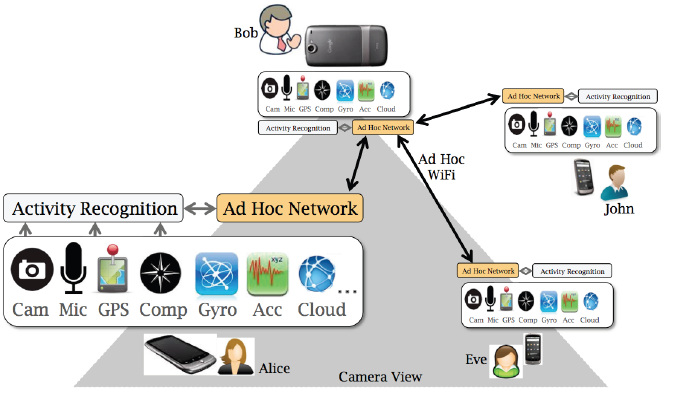 Bob
Cam Mic GPS Comp Gyro Acc Cloud
Activity Recognition Ad Hoc Network
Ad Hoc Network Activity Recognition
Cam Mic GPS Comp Gyro Acc Cloud
John
Ad Hoc
WiFi
Activity Recognition Ad Hoc Network
xyz
Cam Mic GPS Comp Gyro Acc Cloud ...
Alice
Ad Hoc Network Activity Recognition
Cam Mic GPS Comp Gyro Acc Cloud
Eve
Camera View